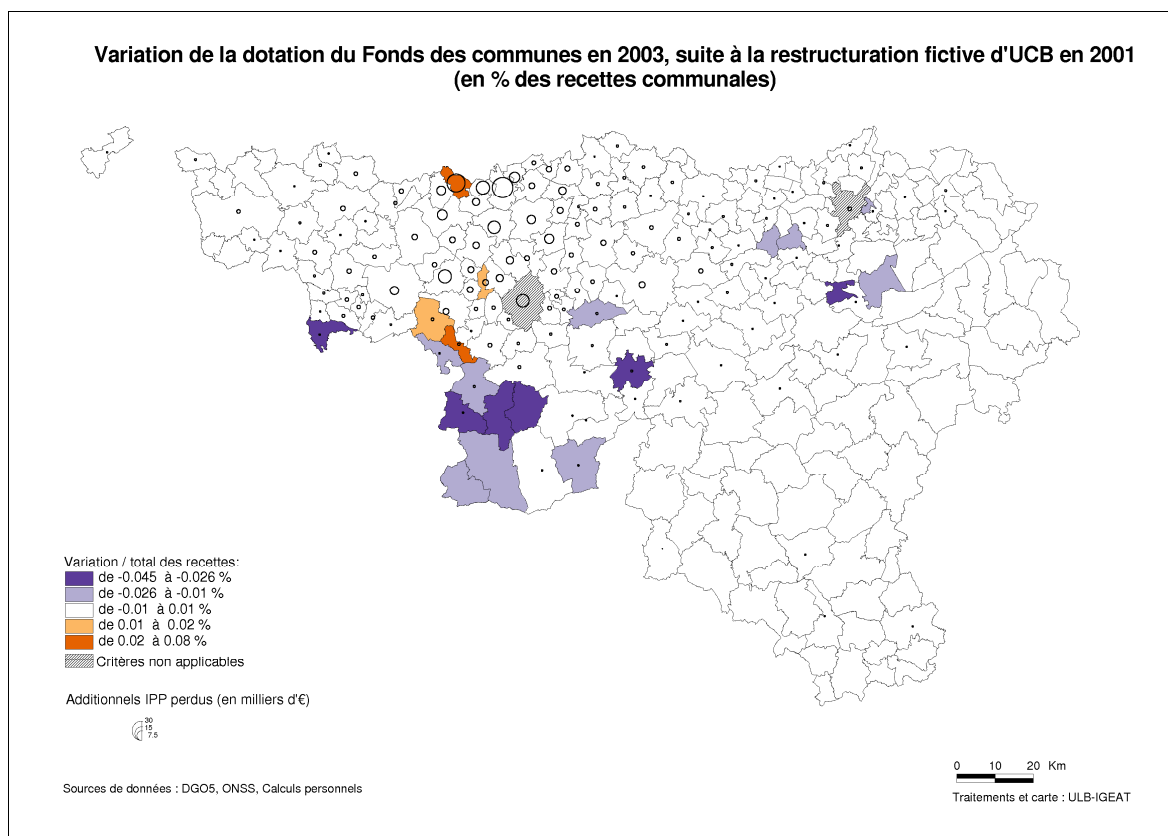 Variation de la dotation du Fonds des communes en 2003, suite à la restructuration fictive d'UCB en 2001
(en % des recettes communales)
Variation / total des recettes:
de -0.045 à -0.026 %
de -0.026 à -0.01 %
de -0.01 à 0.01 %
de 0.01 à 0.02 %
de 0.02 à 0.08 %
Critères non applicables
Additionnels IPP perdus (en milliers d'€)
30
15
7.5
0 10 20 Km
Sources de données : DGO5, ONSS, Calculs personnels
Traitements et carte : ULB-IGEAT